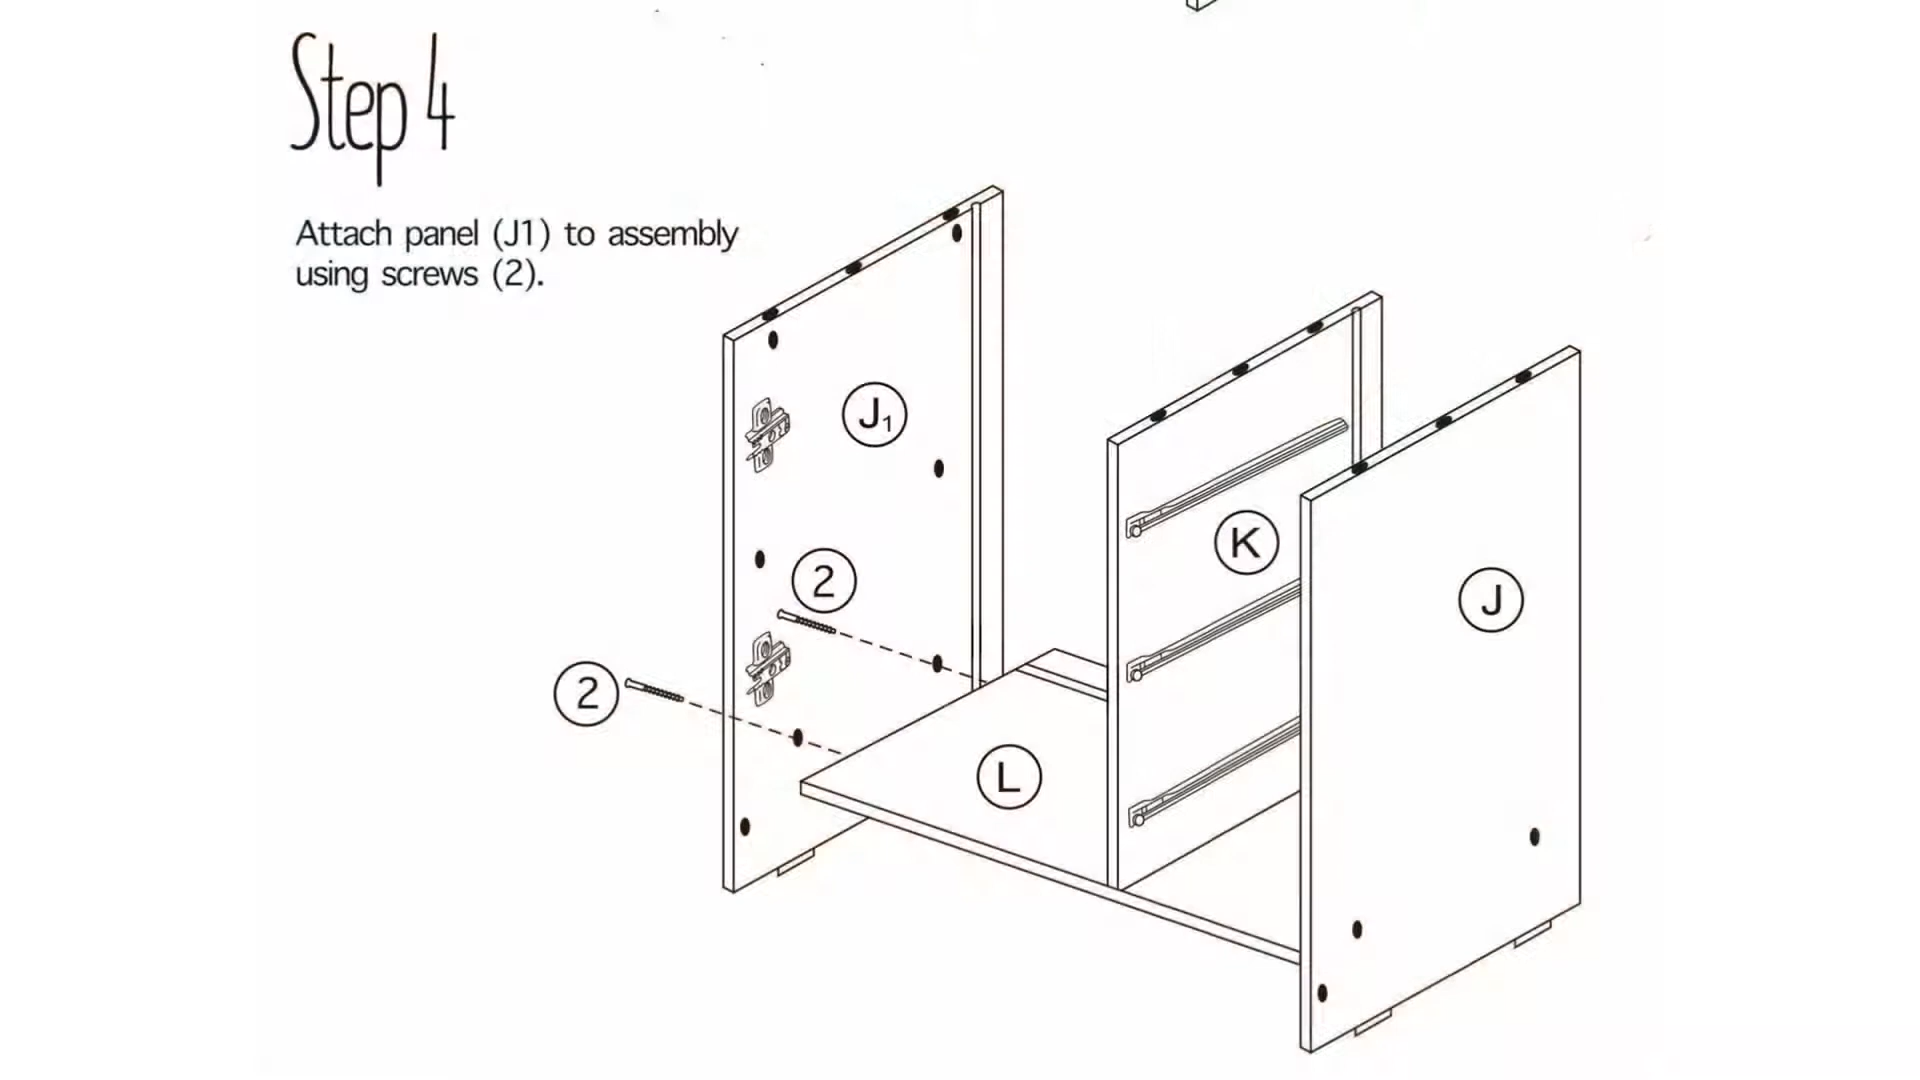 Step 4
Attach panel (J1) to assembly
using screws (2).
J1
K
J
2
2
L